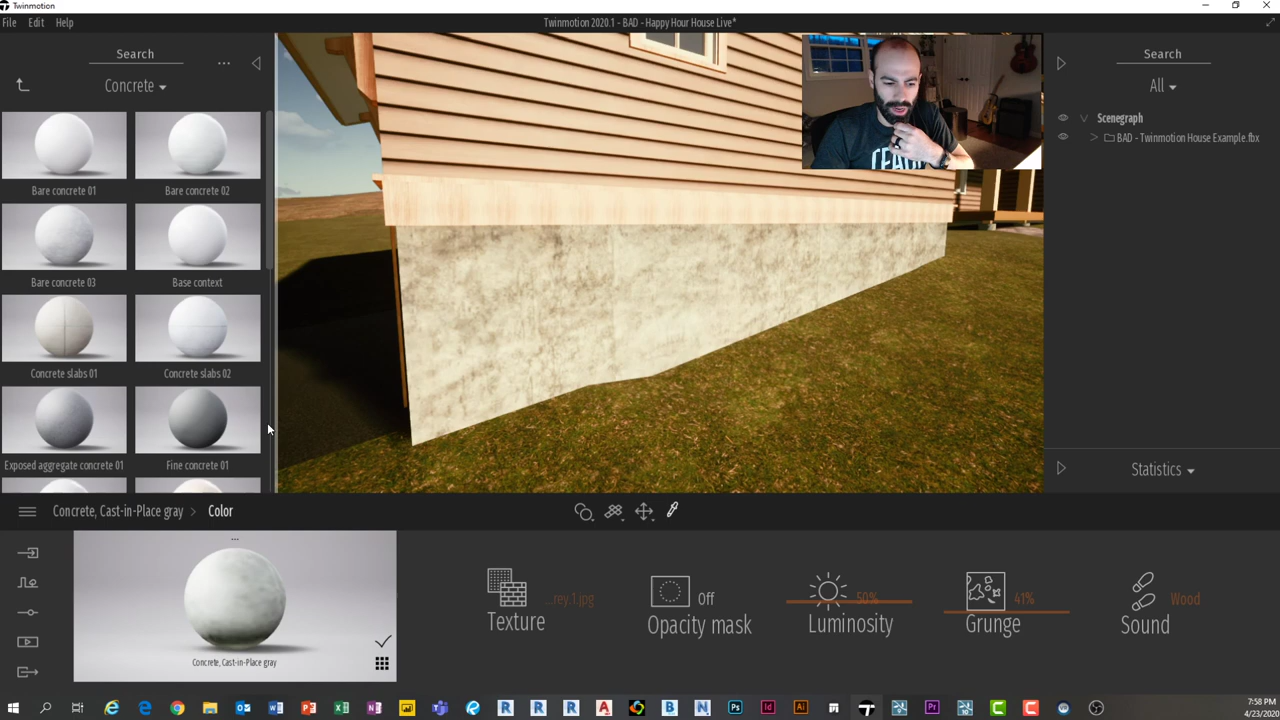 Twinmotion
File Edit Help
Twinmotion 2020.1 - BAD - Happy Hour House Live*
Search
...
Concrete
Bare concrete 01
Bare concrete 02
Bare concrete 03
Base context
Concrete slabs 01
Concrete slabs 02
Exposed aggregate concrete 01
Fine concrete 01
Search
All
Scenegraph
BAD - Twinmotion House Example.fbx
Statistics
Concrete, Cast-in-Place gray > Color
...
Concrete, Cast-in-Place gray
...rey.1.jpg
Texture
Off
Opacity mask
50%
Luminosity
41%
Grunge
Wood
Sound
7:58 PM
4/23/2020